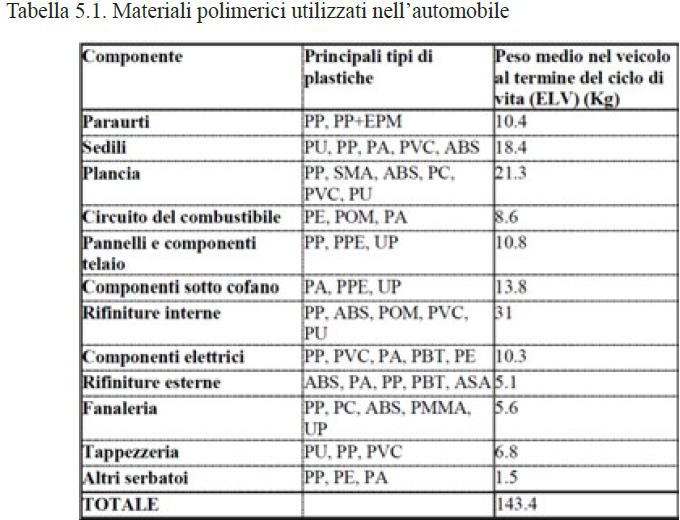 Tabella 5.1. Materiali polimerici utilizzati nell'automobile
Componente Principali tipi di plastiche Peso medio nel veicolo al termine del ciclo di vita (ELV) (Kg)
Paraurti PP, PP+EPM 10.4
Sedili PU, PP, PA, PVC, ABS 18.4
Plancia PP, SMA, ABS, PC, PVC, PU 21.3
Circuito del combustibile PE, POM, PA 8.6
Pannelli e componenti telaio PP, PPE, UP 10.8
Componenti sotto cofano PA, PPE, UP 13.8
Rifiniture interne PP, ABS, POM, PVC, PU 31
Componenti elettrici PP, PVC, PA, PBT, PE 10.3
Rifiniture esterne ABS, PA, PP, PBT, ASA 5.1
Fanaleria PP, PC, ABS, PMMA, UP 5.6
Tappezzeria PU, PP, PVC 6.8
Altri serbatoi PP, PE, PA 1.5
TOTALE 143.4